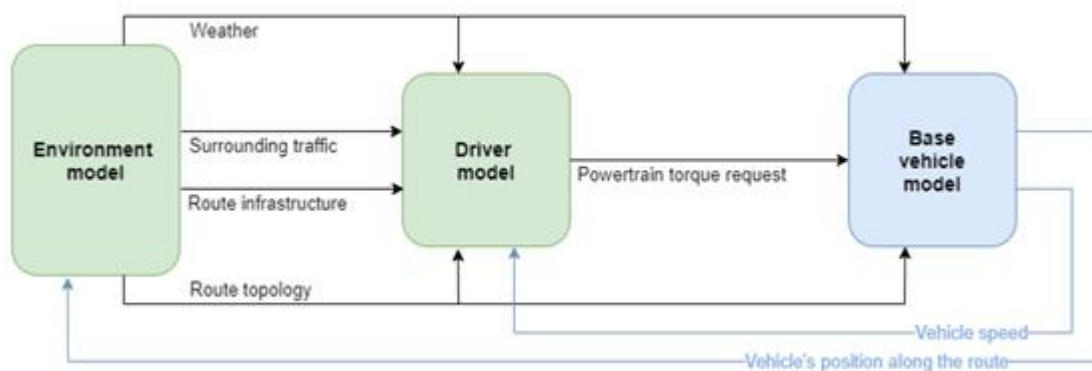 Weather
Environment
model
Surrounding traffic
Route infrastructure
Route topology
Driver
model
Powertrain torque request
Base
vehicle
model
Vehicle speed
Vehicle's position along the route